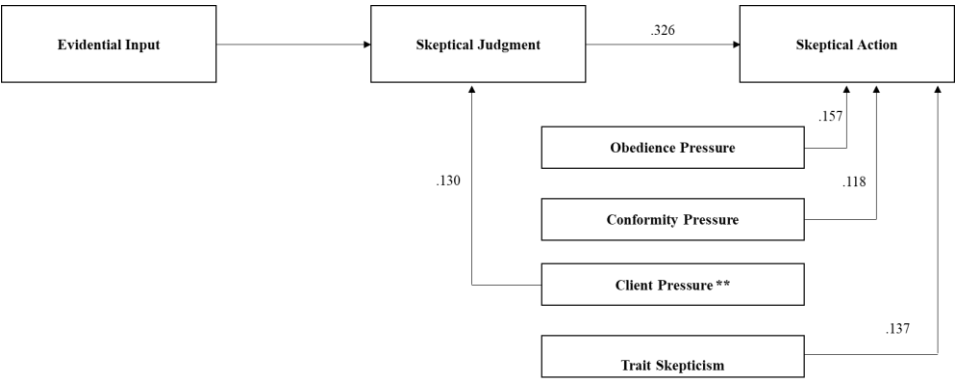 Evidential Input
Skeptical Judgment
.326
Skeptical Action
.157
Obedience Pressure
.130
.118
Conformity Pressure
Client Pressure **
.137
Trait Skepticism